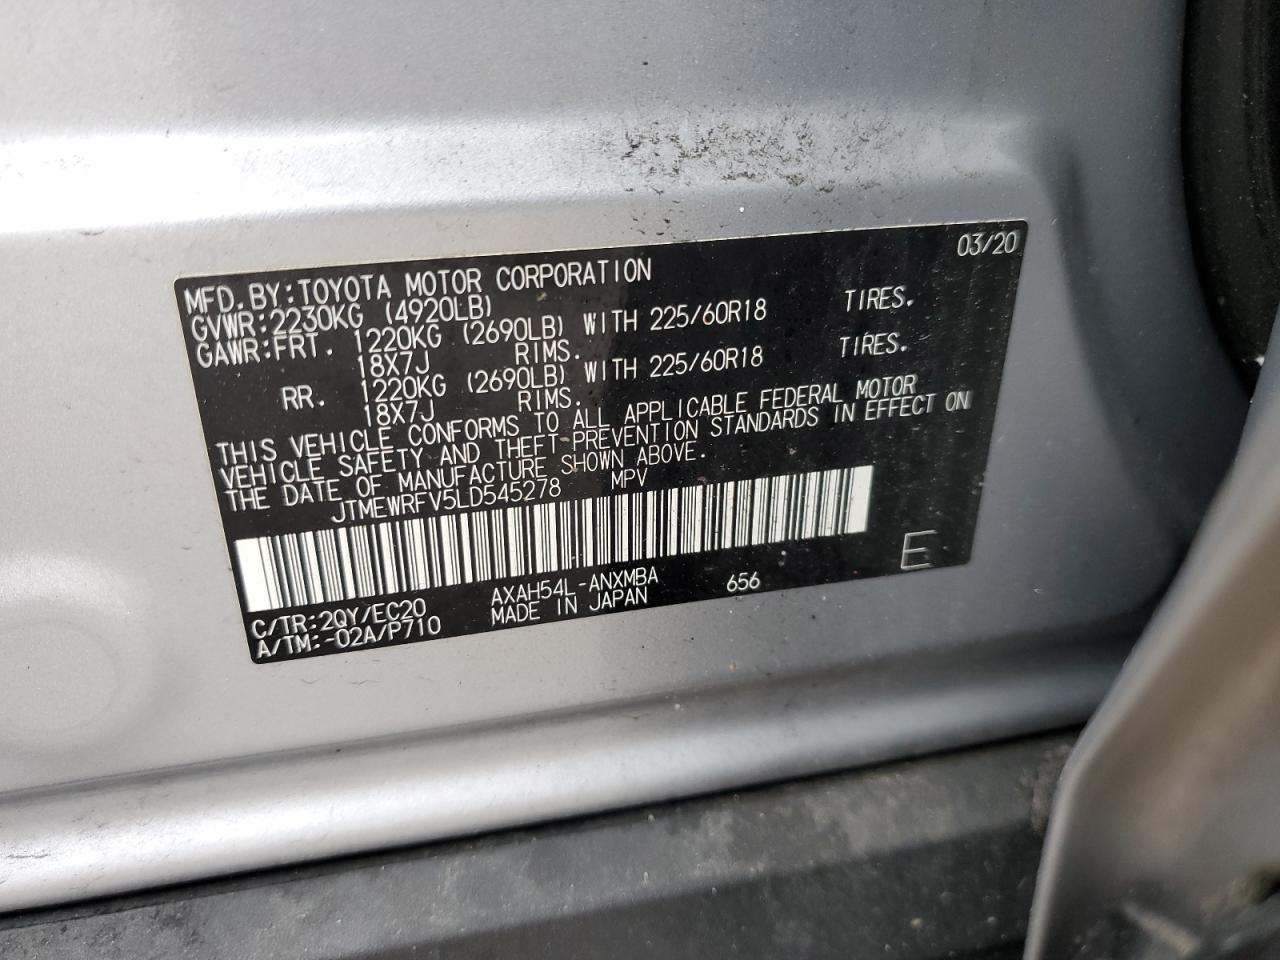 03/20
MFD.BY:TOYOTA MOTOR CORPORATION
GVWR:2230KG (4920LB)
GAWR:FRT. 1220KG (2690LB) WITH 225/60R18 TIRES.
18X7J RIMS.
RR. 1220KG (2690LB) WITH 225/60R18 TIRES.
18X7J RIMS.
THIS VEHICLE CONFORMS TO ALL APPLICABLE FEDERAL MOTOR
VEHICLE SAFETY AND THEFT PREVENTION STANDARDS IN EFFECT ON
THE DATE OF MANUFACTURE SHOWN ABOVE.
JTMEWRFV5LD545278 MPV
C/TR:2QY/EC20 AXAH54L-ANXMBA 656 E
A/TM:-02A/P710 MADE IN JAPAN